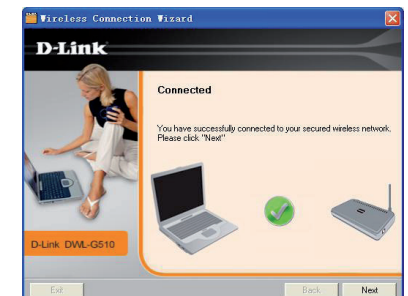 Wireless Connection Wizard
D-Link
Connected
You have successfully connected to your secured wireless network.
Please click "Next"
D-Link DWL-G510
Exit
Back
Next